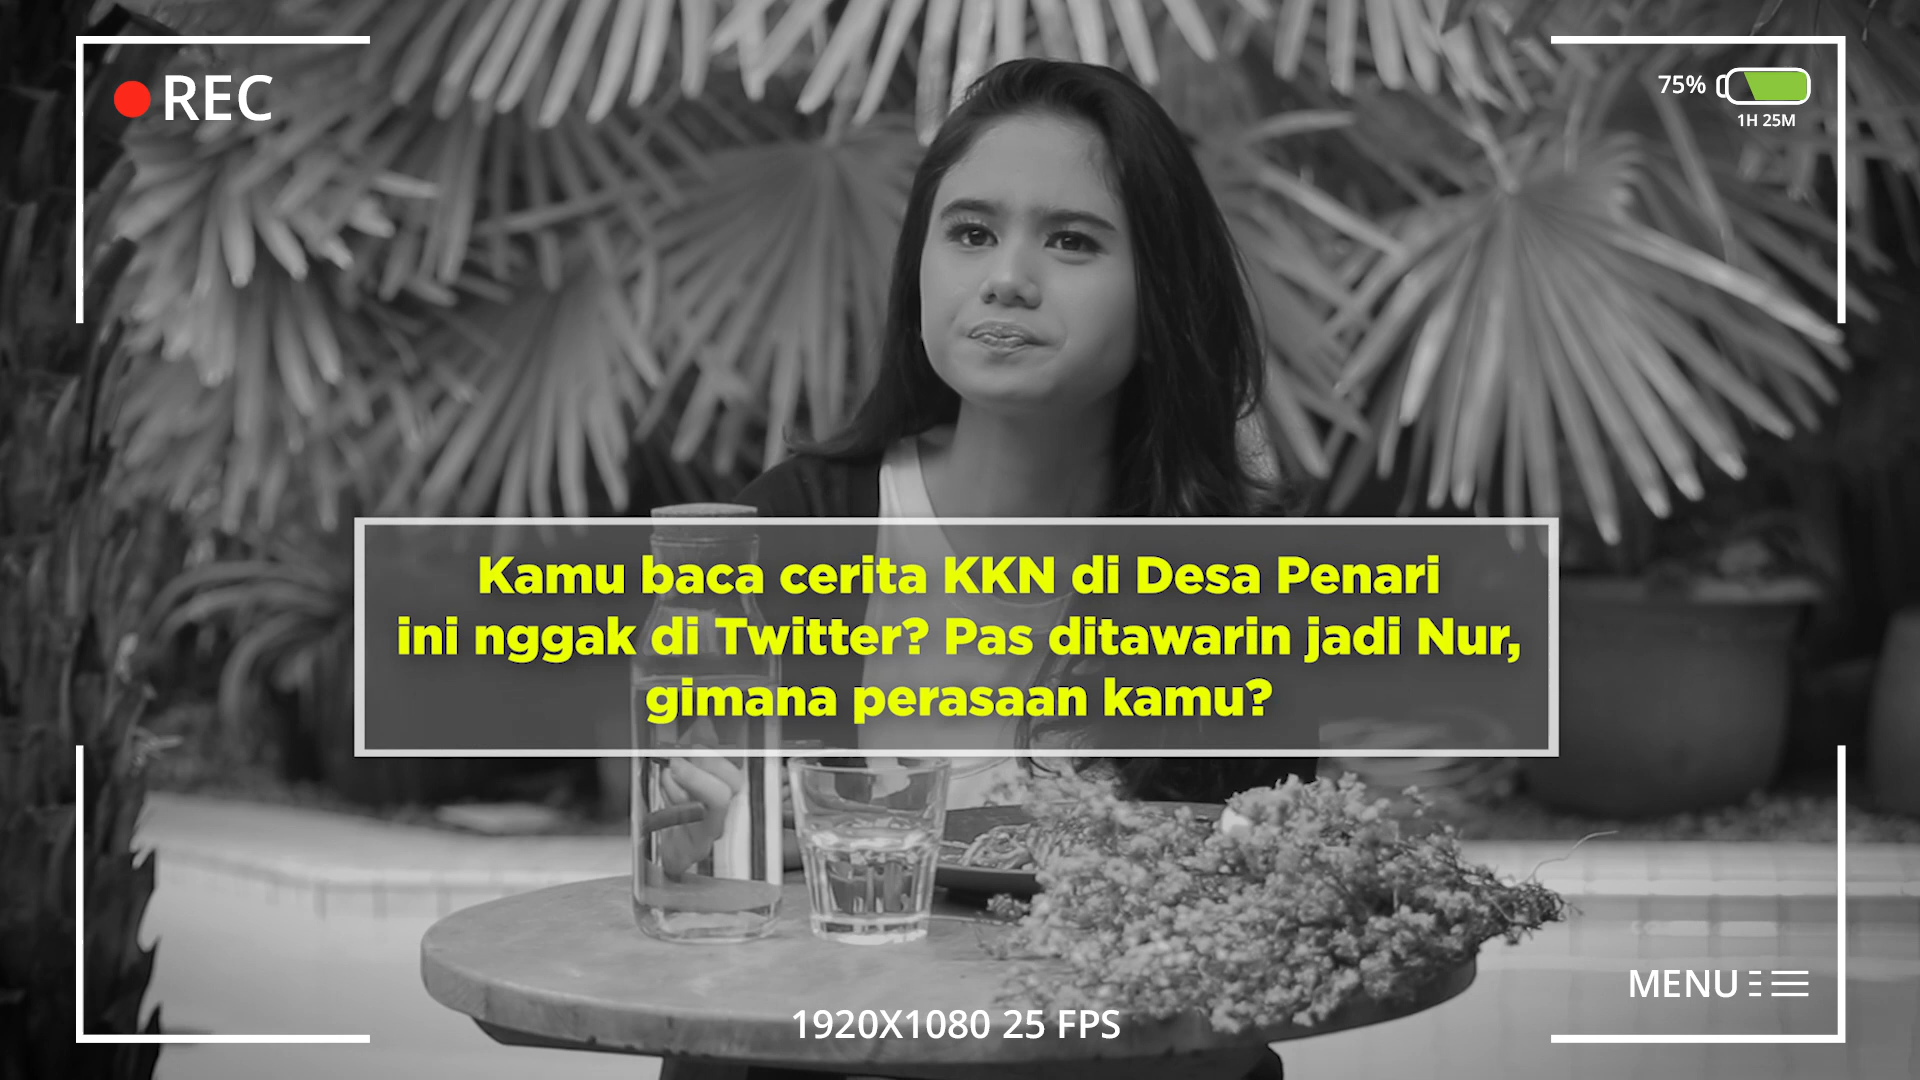 REC
75%
1H 25M
Kamu baca cerita KKN di Desa Penari
ini nggak di Twitter? Pas ditawarin jadi Nur,
gimana perasaan kamu?
MENU
1920X1080 25 FPS